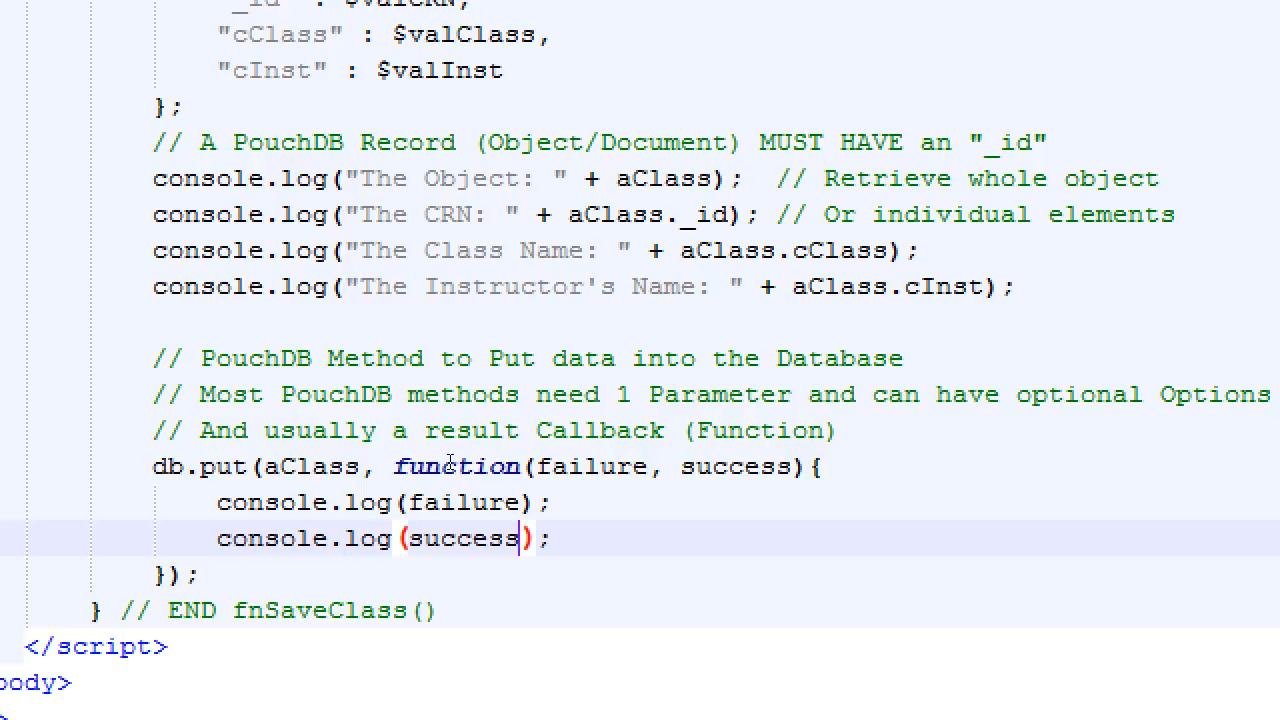 "_id" : $valCRN,
"cClass" : $valClass,
"cInst" : $valInst
};
// A PouchDB Record (Object/Document) MUST HAVE an "_id"
console.log("The Object: " + aClass);  // Retrieve whole object
console.log("The CRN: " + aClass._id); // Or individual elements
console.log("The Class Name: " + aClass.cClass);
console.log("The Instructor's Name: " + aClass.cInst);
// PouchDB Method to Put data into the Database
// Most PouchDB methods need 1 Parameter and can have optional Options
// And usually a result Callback (Function)
db.put(aClass, function(failure, success){
console.log(failure);
console.log(success);
});
} // END fnSaveClass()
</script>
body>
>